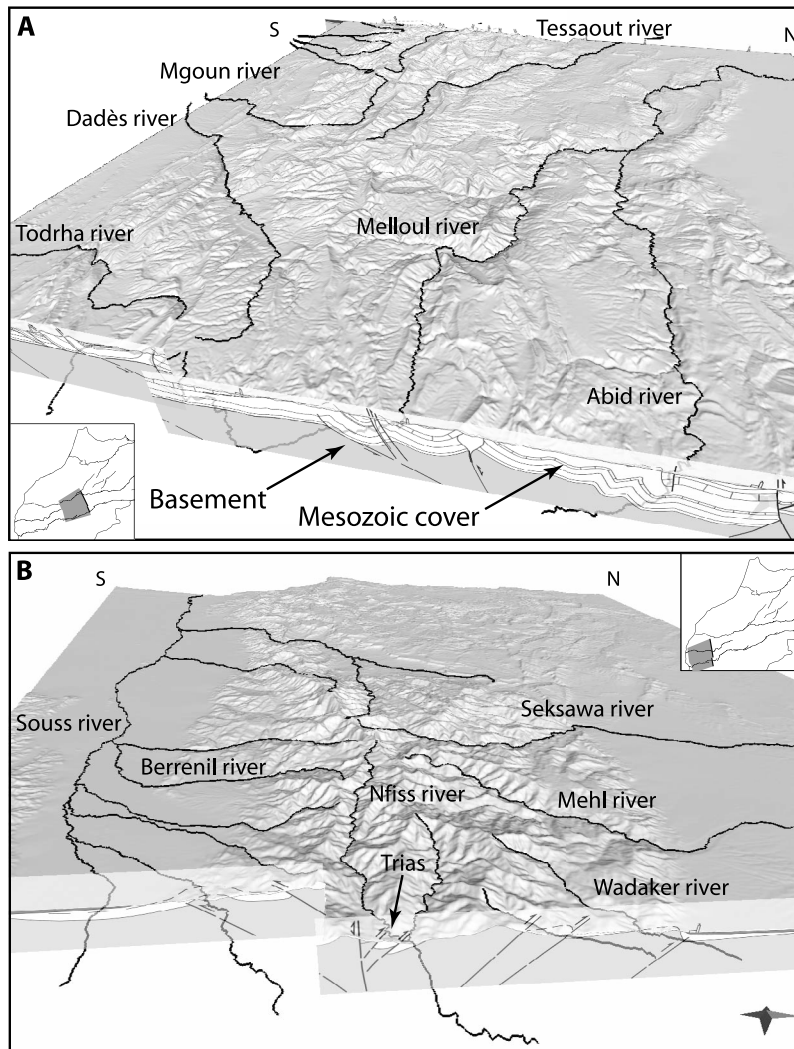 A
S
Tessaout river
N
Mgoun river
Dadès river
Todrha river
Melloul river
Abid river
Basement
Mesozoic cover
B
S
N
Souss river
Seksawa river
Berrenil river
Nfiss river
Mehl river
Trias
Wadaker river